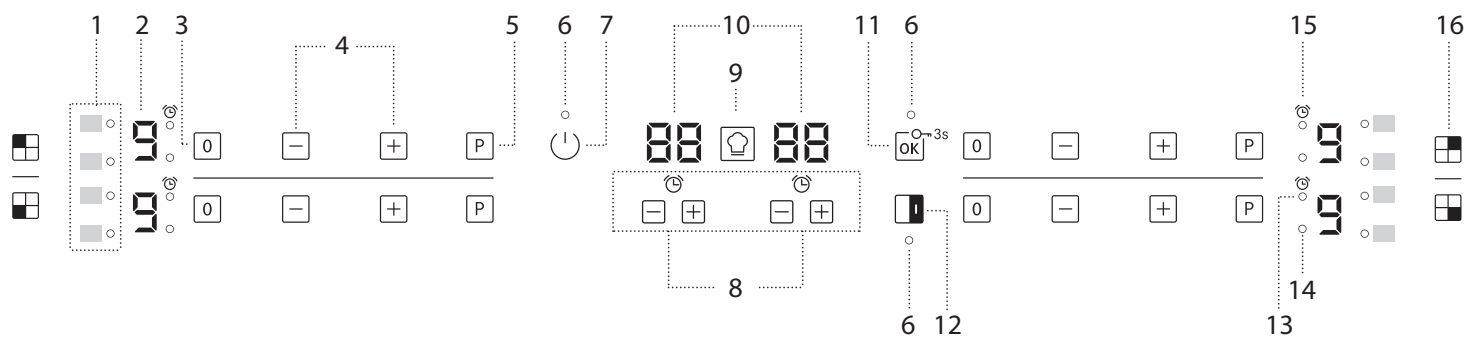 1 2 3 4 5 6 7 10 9 11 6 15 16
9 0 − + P 88 88 OK 3s 0 − + P 9
9 0 − + P − + − + 0 − + P 9
8 6 12 13 14